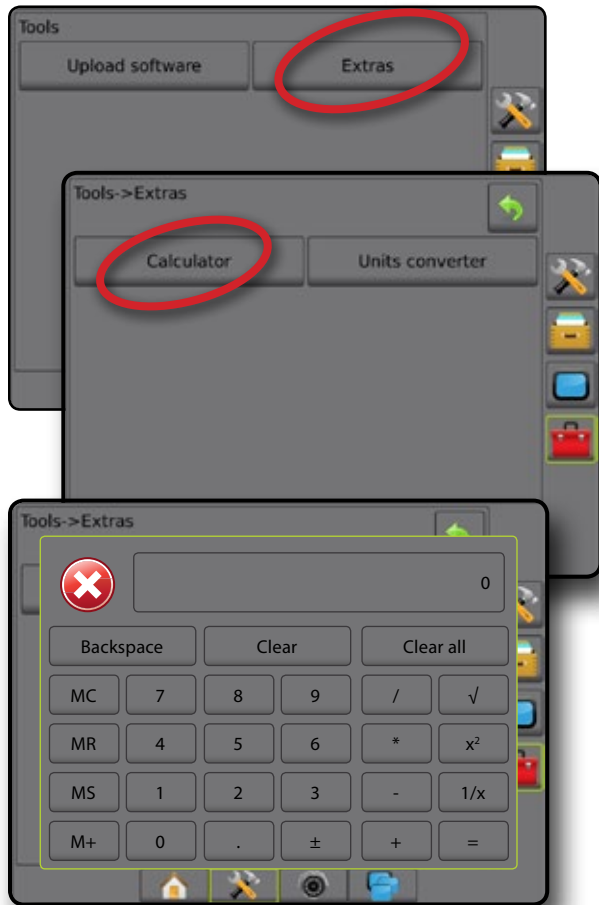 Tools
Upload software Extras
Tools->Extras
Calculator Units converter
Tools->Extras
0
Backspace Clear Clear all
MC 7 8 9 / √
MR 4 5 6 * x²
MS 1 2 3 - 1/x
M+ 0 . ± + =